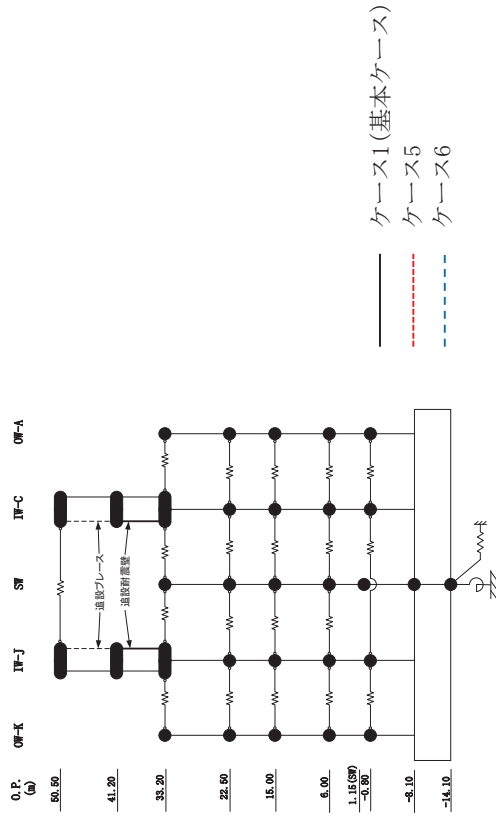 O.P.
(m)
OW-K
IW-J
SW
IW-C
OW-A
50.50
41.20
33.20
22.50
15.00
6.00
1.15(SW)
-0.80
-8.10
-14.10
追設ブレース
追設耐震壁
ケース1(基本ケース)
ケース5
ケース6